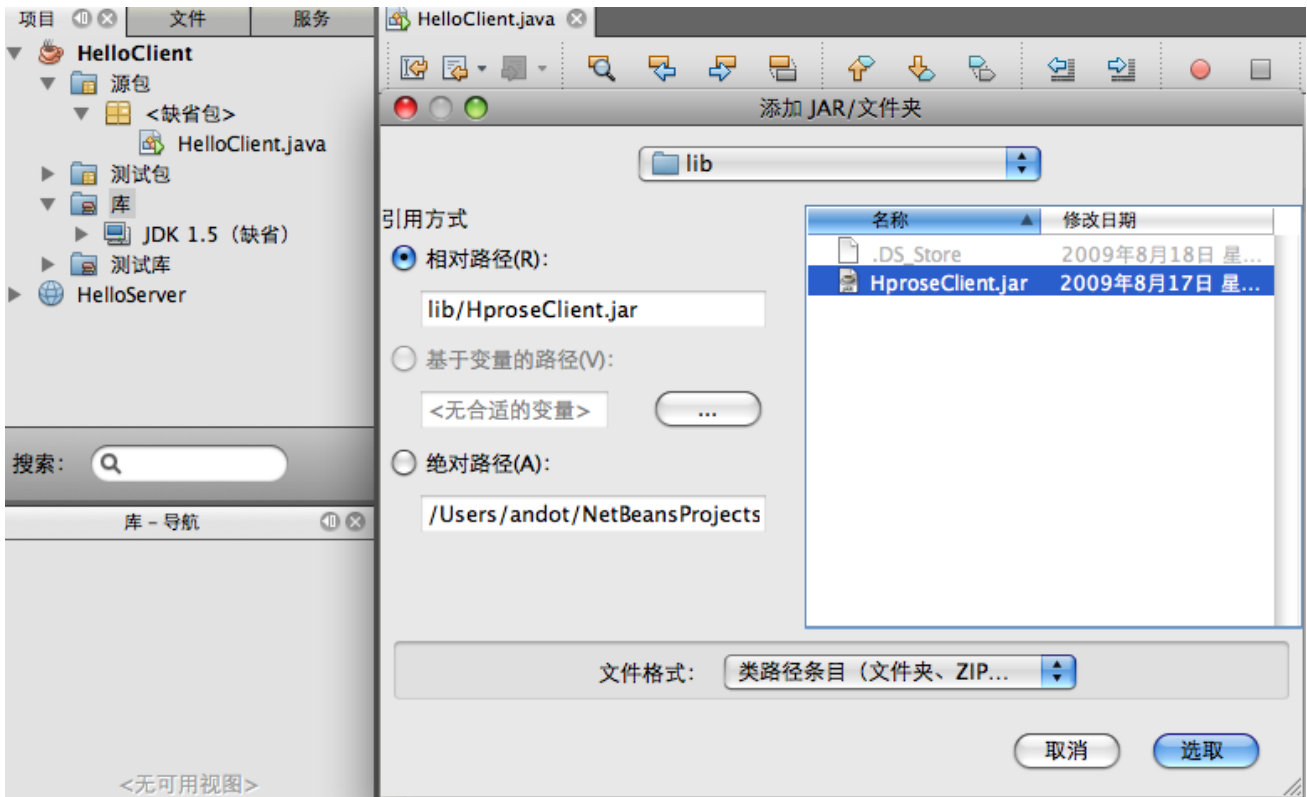 项目 文件 服务
HelloClient
源包
<缺省包>
HelloClient.java
测试包
库
JDK 1.5（缺省）
测试库
HelloServer
搜索：
库 – 导航
<无可用视图>
HelloClient.java
添加 JAR/文件夹
lib
引用方式
相对路径(R)：
lib/HproseClient.jar
基于变量的路径(V)：
<无合适的变量> ...
绝对路径(A)：
/Users/andot/NetBeansProjects
名称 修改日期
.DS_Store 2009年8月18日 星...
HproseClient.jar 2009年8月17日 星...
文件格式： 类路径条目（文件夹、ZIP...
取消 选取